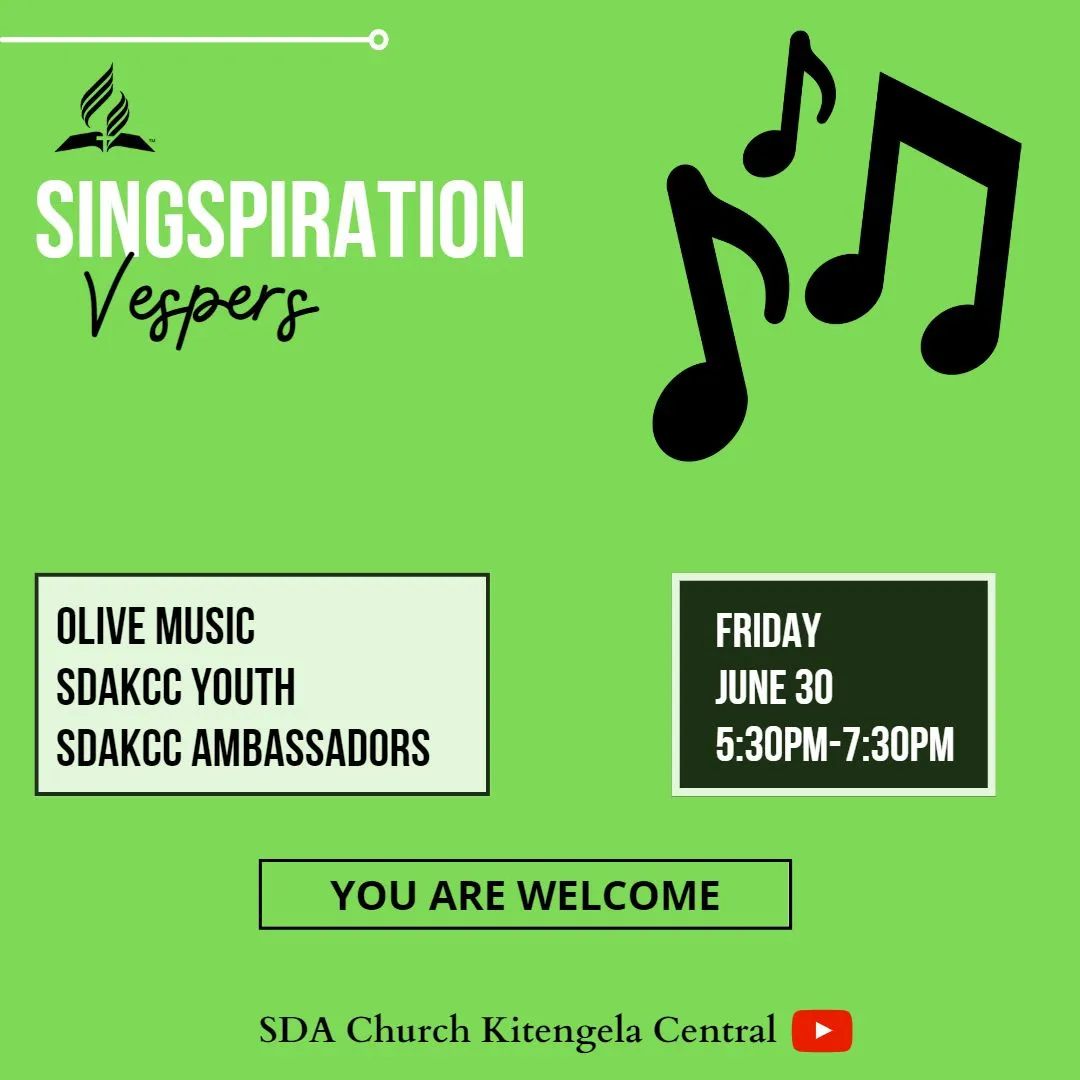 SINGSPIRATION
Vespers
OLIVE MUSIC
SDAKCC YOUTH
SDAKCC AMBASSADORS
FRIDAY
JUNE 30
5:30PM-7:30PM
YOU ARE WELCOME
SDA Church Kitengela Central